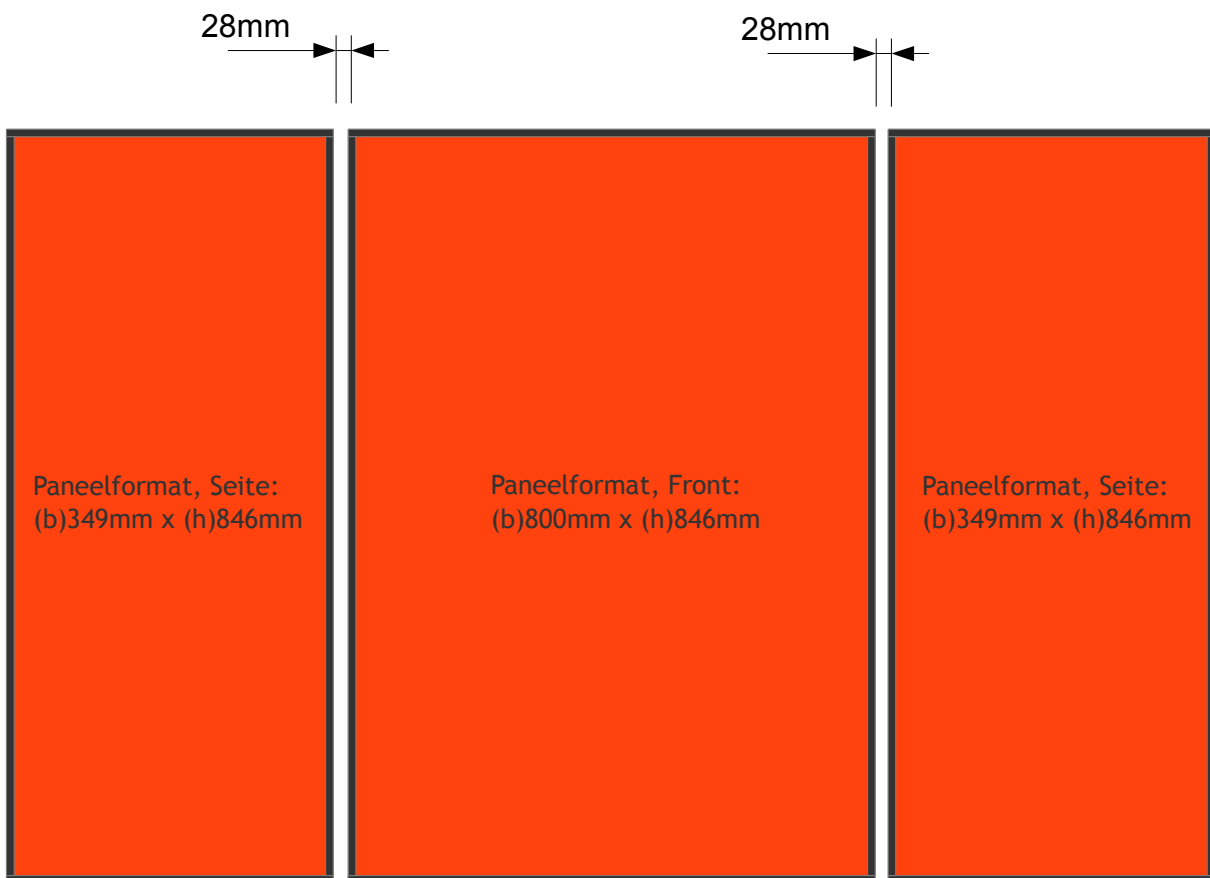 28mm
28mm
Paneelformat, Seite:
(b)349mm x (h)846mm
Paneelformat, Front:
(b)800mm x (h)846mm
Paneelformat, Seite:
(b)349mm x (h)846mm